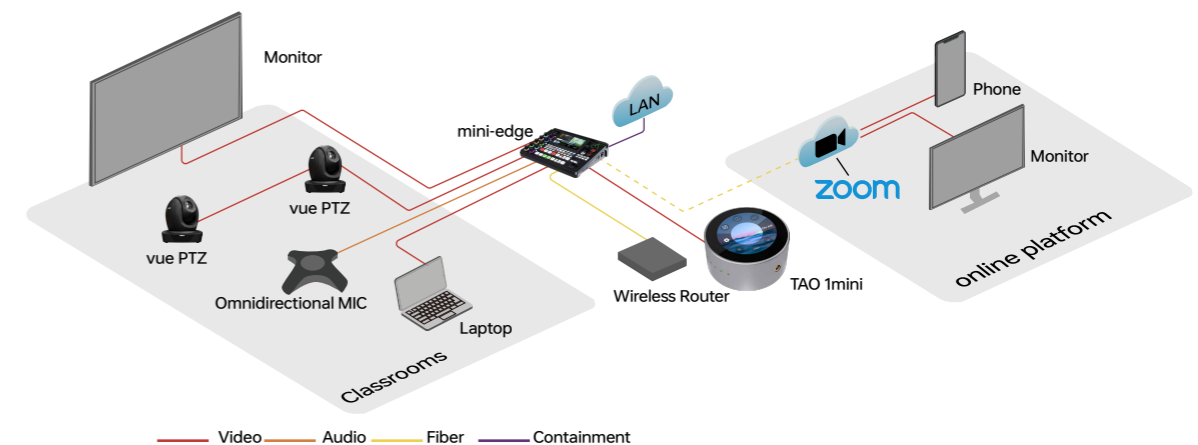 Monitor
LAN
mini-edge
Phone
Monitor
zoom
vue PTZ
vue PTZ
online platform
TAO 1mini
Wireless Router
Omnidirectional MIC
Laptop
Classrooms
Video Audio Fiber Containment